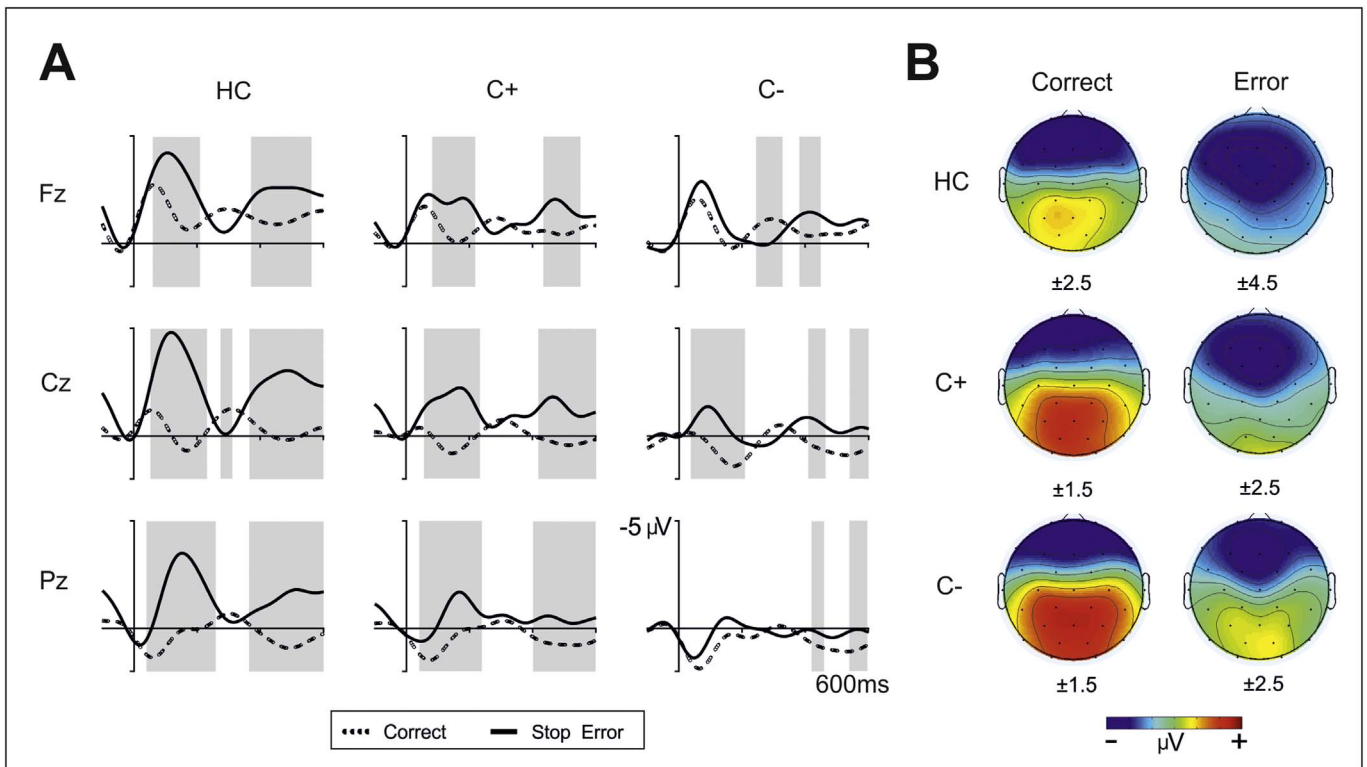 A
HC
C+
C-
Fz
Cz
Pz
-5 µV
600ms
Correct
Stop Error
B
Correct
Error
HC
±2.5
±4.5
C+
±1.5
±2.5
C-
±1.5
±2.5
- µV +